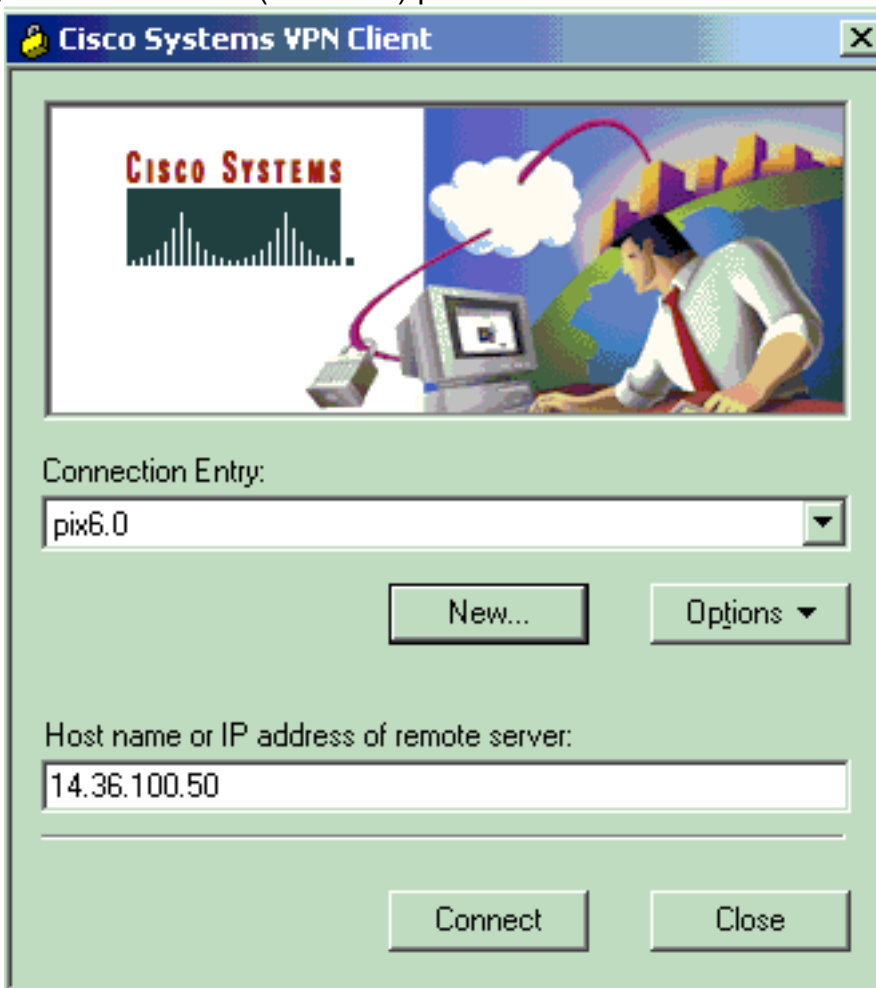 Cisco Systems VPN Client
CISCO SYSTEMS
Connection Entry:
pix6.0
New...
Options
Host name or IP address of remote server:
14.36.100.50
Connect
Close